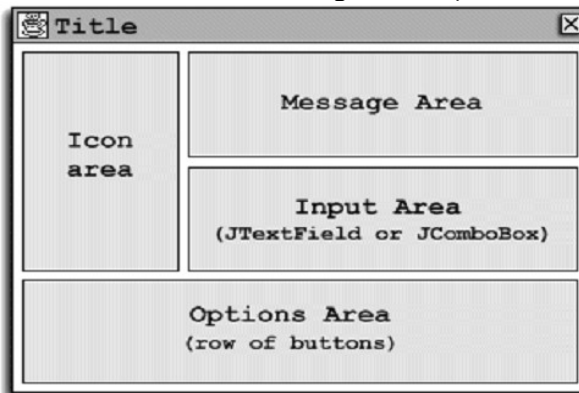 Title
Icon
area
Message Area
Input Area
(JTextField or JComboBox)
Options Area
(row of buttons)